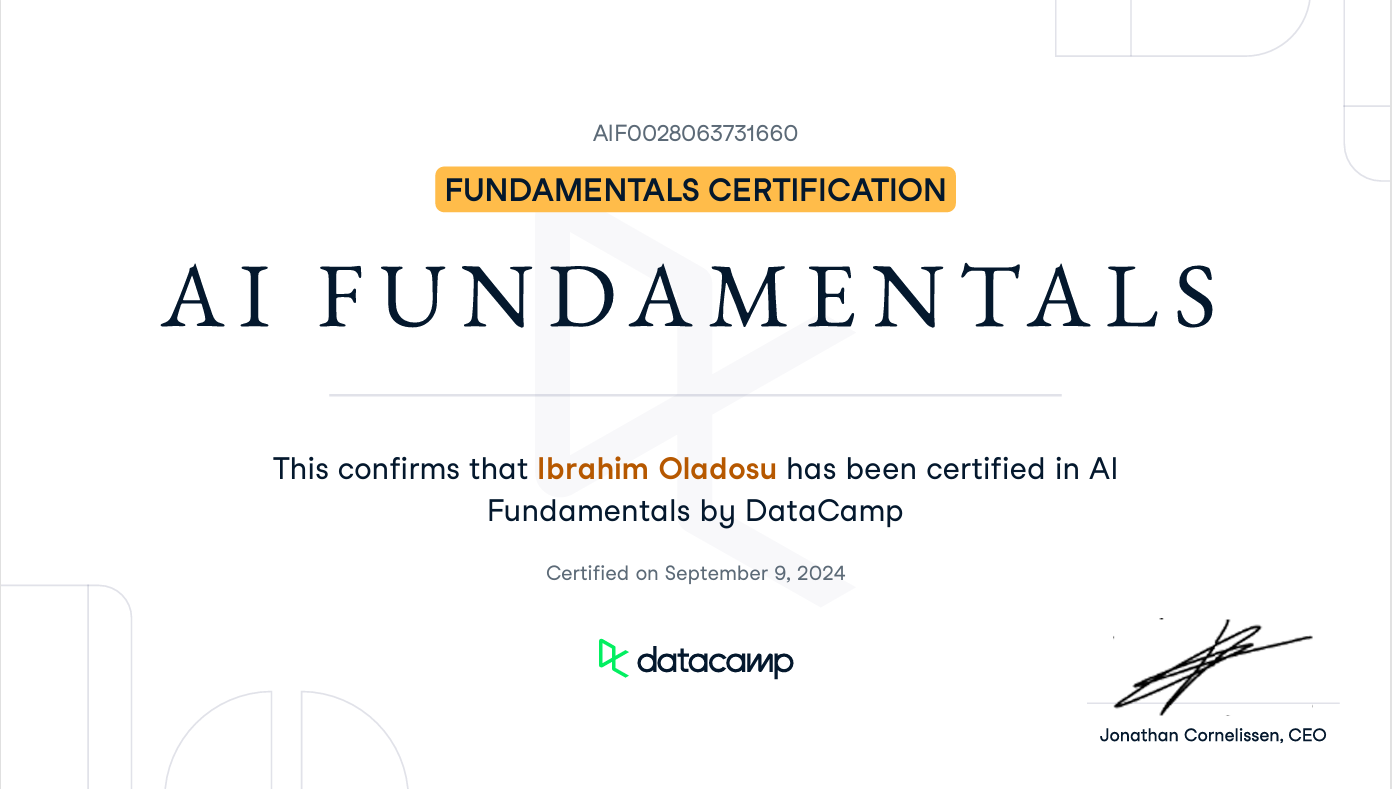 AIF0028063731660
FUNDAMENTALS CERTIFICATION
AI FUNDAMENTALS
This confirms that Ibrahim Oladosu has been certified in AI
Fundamentals by DataCamp
Certified on September 9, 2024
datacamp
Jonathan Cornelissen, CEO